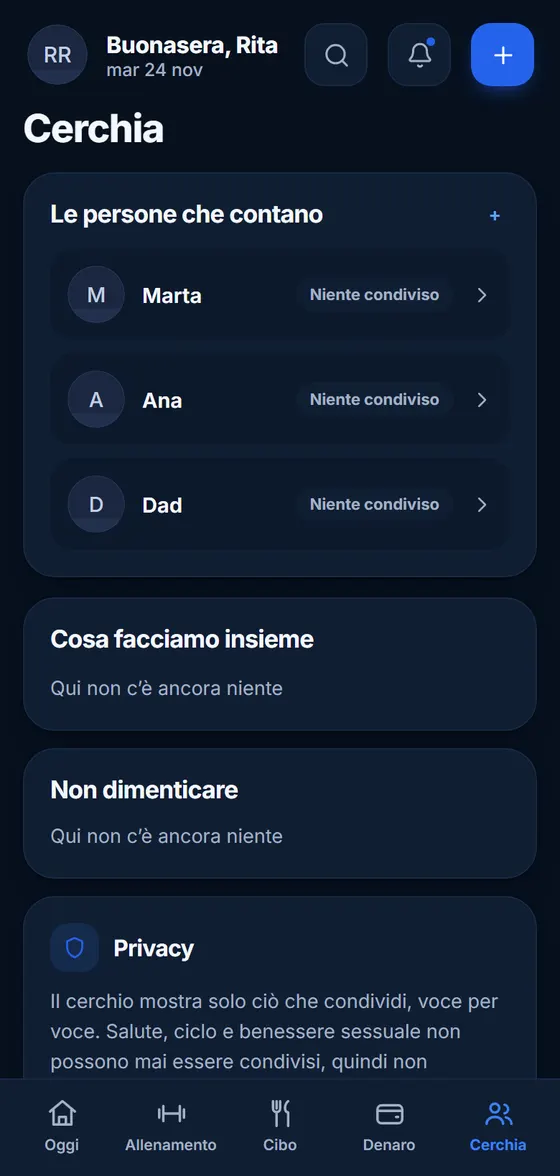 RR
Buonasera, Rita
mar 24 nov
Cerchia
Le persone che contano
+
M
Marta
Niente condiviso
A
Ana
Niente condiviso
D
Dad
Niente condiviso
Cosa facciamo insieme
Qui non c’è ancora niente
Non dimenticare
Qui non c’è ancora niente
Privacy
Il cerchio mostra solo ciò che condividi, voce per
voce. Salute, ciclo e benessere sessuale non
possono mai essere condivisi, quindi non
Oggi
Allenamento
Cibo
Denaro
Cerchia